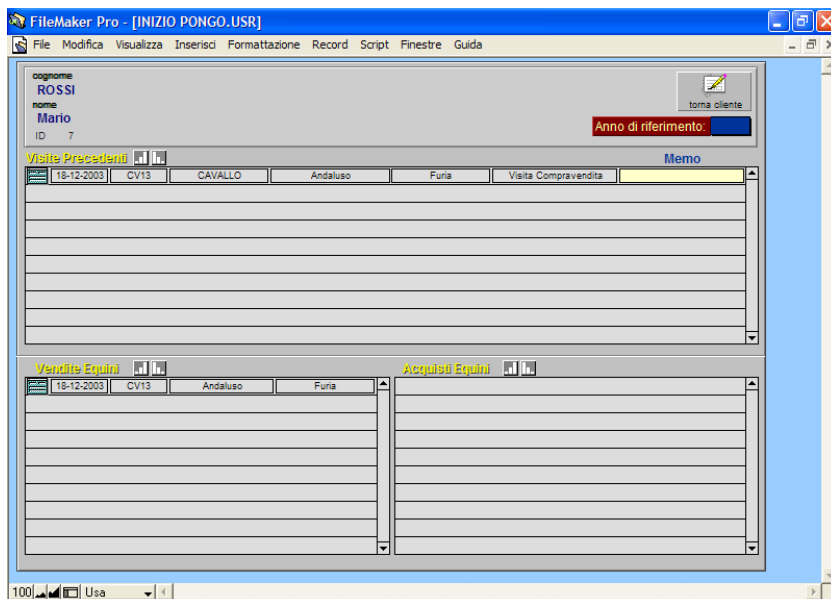 FileMaker Pro - [INIZIO PONGO.USR]
File Modifica Visualizza Inserisci Formattazione Record Script Finestre Guida
cognome
ROSSI
nome
Mario
ID 7
torna cliente
Anno di riferimento:
Visite Precedenti
Memo
18-12-2003 CV13 CAVALLO Andaluso Furia Visita Compravendita
Vendite Equini
Acquisti Equini
18-12-2003 CV13 Andaluso Furia
100 Usa